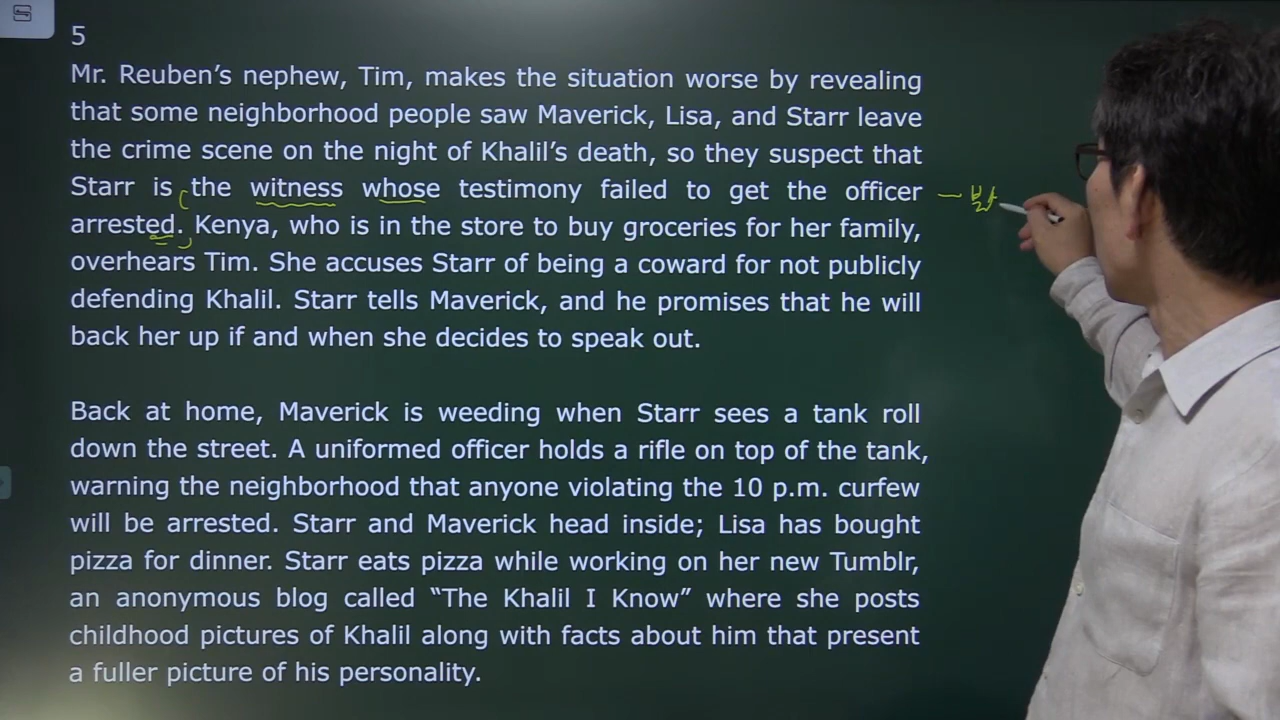 5
Mr. Reuben's nephew, Tim, makes the situation worse by revealing
that some neighborhood people saw Maverick, Lisa, and Starr leave
the crime scene on the night of Khalil's death, so they suspect that
Starr is the witness whose testimony failed to get the officer
arrested. Kenya, who is in the store to buy groceries for her family,
overhears Tim. She accuses Starr of being a coward for not publicly
defending Khalil. Starr tells Maverick, and he promises that he will
back her up if and when she decides to speak out.
Back at home, Maverick is weeding when Starr sees a tank roll
down the street. A uniformed officer holds a rifle on top of the tank,
warning the neighborhood that anyone violating the 10 p.m. curfew
will be arrested. Starr and Maverick head inside; Lisa has bought
pizza for dinner. Starr eats pizza while working on her new Tumblr,
an anonymous blog called “The Khalil I Know” where she posts
childhood pictures of Khalil along with facts about him that present
a fuller picture of his personality.